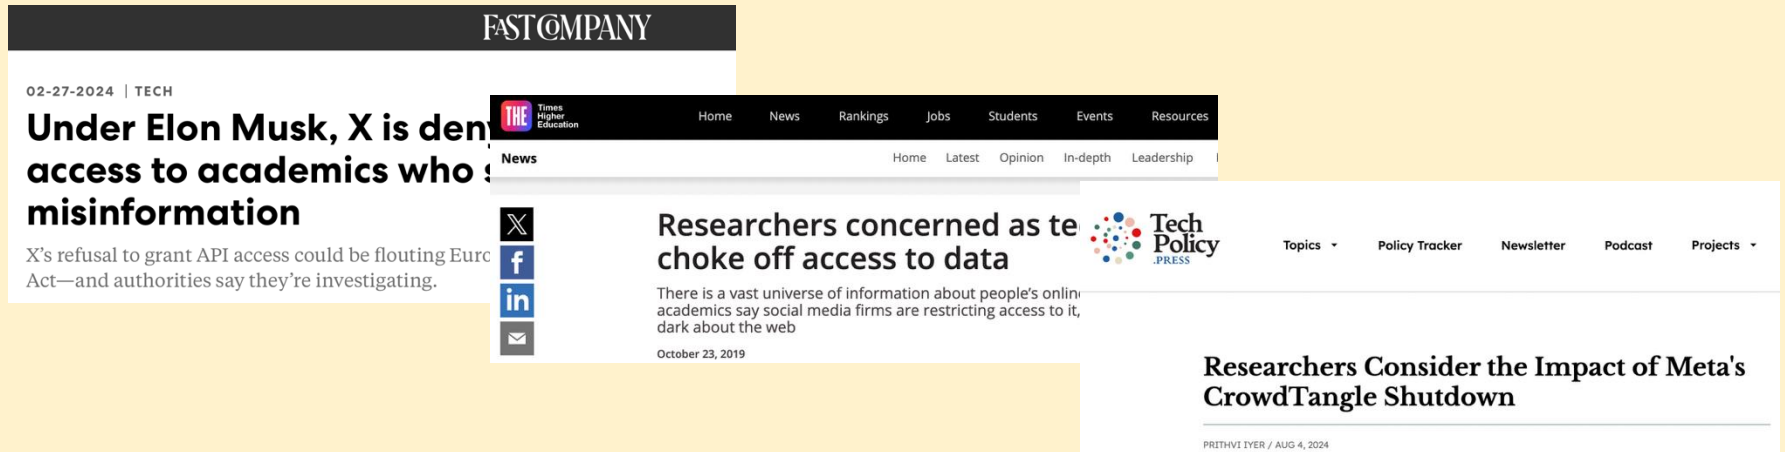 FAST COMPANY
02-27-2024 | TECH
Under Elon Musk, X is
access to academics who
misinformation
X's refusal to grant API access could be flouting
Act—and authorities say they're investigating.
THE Times
Higher
Education
Home News Rankings Jobs Students Events Resources
News
Home Latest Opinion In-depth Leadership
Researchers concerned as
choke off access to data
There is a vast universe of information about people's
academics say social media firms are restricting access to it,
dark about the web
October 23, 2019
Tech
Policy
.PRESS
Topics Policy Tracker Newsletter Podcast Projects
Researchers Consider the Impact of Meta's
CrowdTangle Shutdown
PRITHVI IYER / AUG 4, 2024